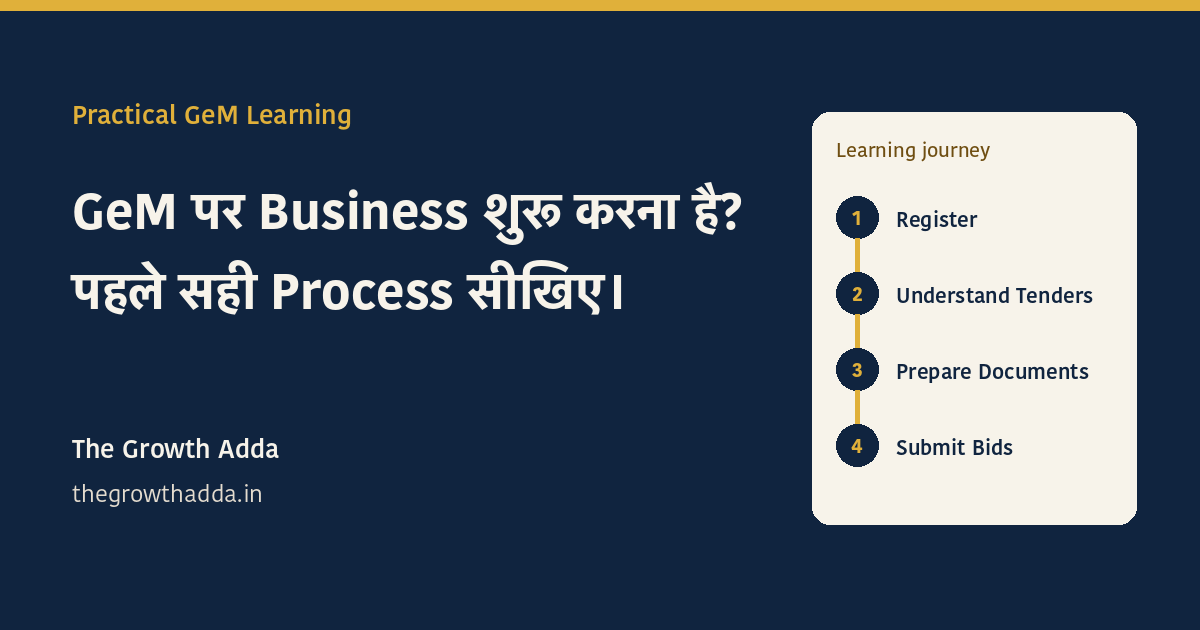 Practical GeM Learning
GeM पर Business शुरू करना है?
पहले सही Process सीखिए।
The Growth Adda
thegrowthadda.in
Learning journey
1 Register
2 Understand Tenders
3 Prepare Documents
4 Submit Bids